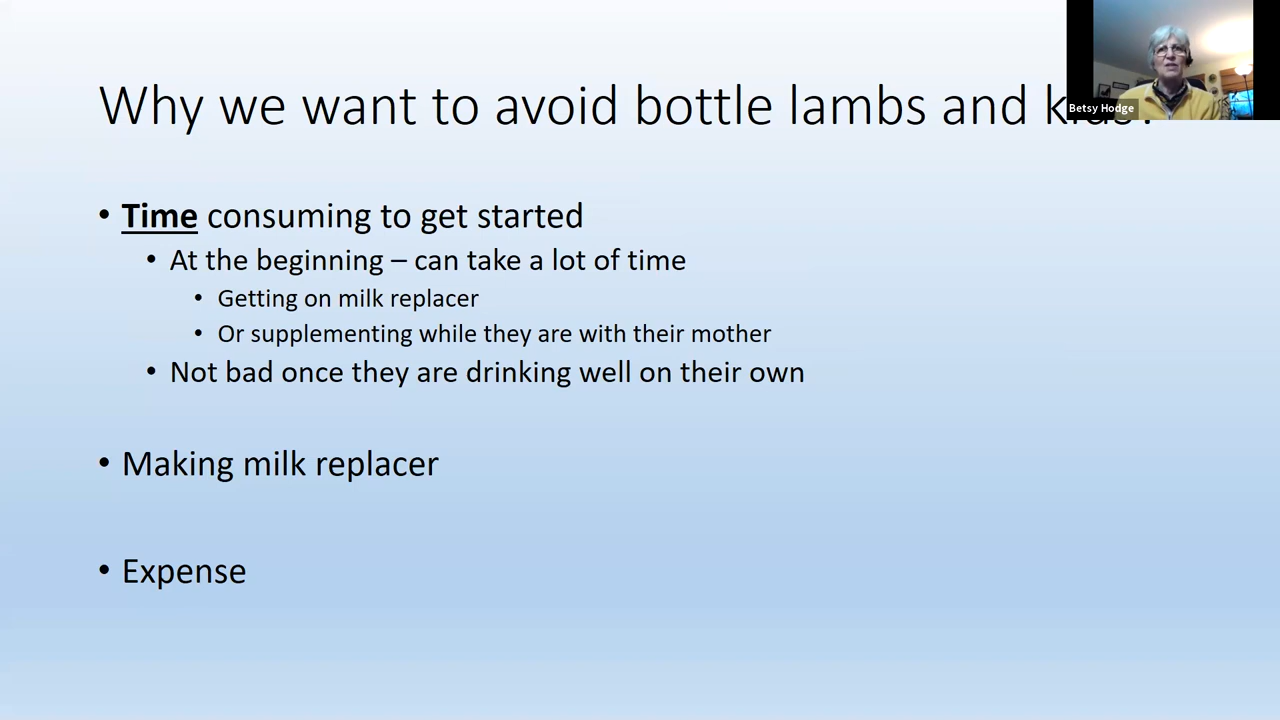 Why we want to avoid bottle lambs and kids?
Betsy Hodge
• Time consuming to get started
• At the beginning – can take a lot of time
• Getting on milk replacer
• Or supplementing while they are with their mother
• Not bad once they are drinking well on their own
• Making milk replacer
• Expense